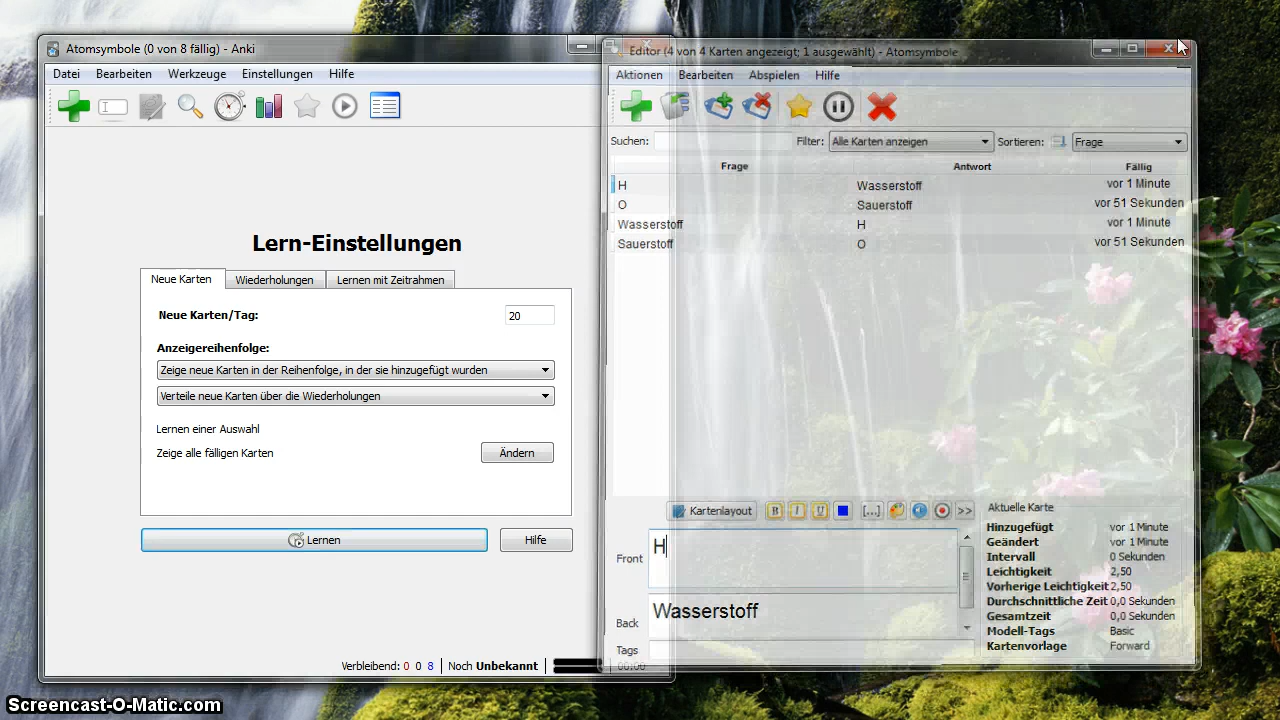 Atomsymbole (0 von 8 fällig) - Anki
Datei Bearbeiten Werkzeuge Einstellungen Hilfe
Lern-Einstellungen
Neue Karten Wiederholungen Lernen mit Zeitrahmen
Neue Karten/Tag: 20
Anzeigereihenfolge:
Zeige neue Karten in der Reihenfolge, in der sie hinzugefügt wurden
Verteile neue Karten über die Wiederholungen
Lernen einer Auswahl
Zeige alle fälligen Karten Ändern
Lernen Hilfe
Verbleibend: 0 0 8 Noch Unbekannt 00:00
Editor (4 von 4 Karten angezeigt; 1 ausgewählt) - Atomsymbole
Aktionen Bearbeiten Abspielen Hilfe
Suchen: Filter: Alle Karten anzeigen Sortieren: Frage
Frage Antwort Fällig
H Wasserstoff vor 1 Minute
O Sauerstoff vor 51 Sekunden
Wasserstoff H vor 1 Minute
Sauerstoff O vor 51 Sekunden
Kartenlayout B I U [...] >>
Front H
Back Wasserstoff
Tags
Aktuelle Karte
Hinzugefügt vor 1 Minute
Geändert vor 1 Minute
Intervall 0 Sekunden
Leichtigkeit 2,50
Vorherige Leichtigkeit 2,50
Durchschnittliche Zeit 0,0 Sekunden
Gesamtzeit 0,0 Sekunden
Modell-Tags Basic
Kartenvorlage Forward
Screencast-O-Matic.com